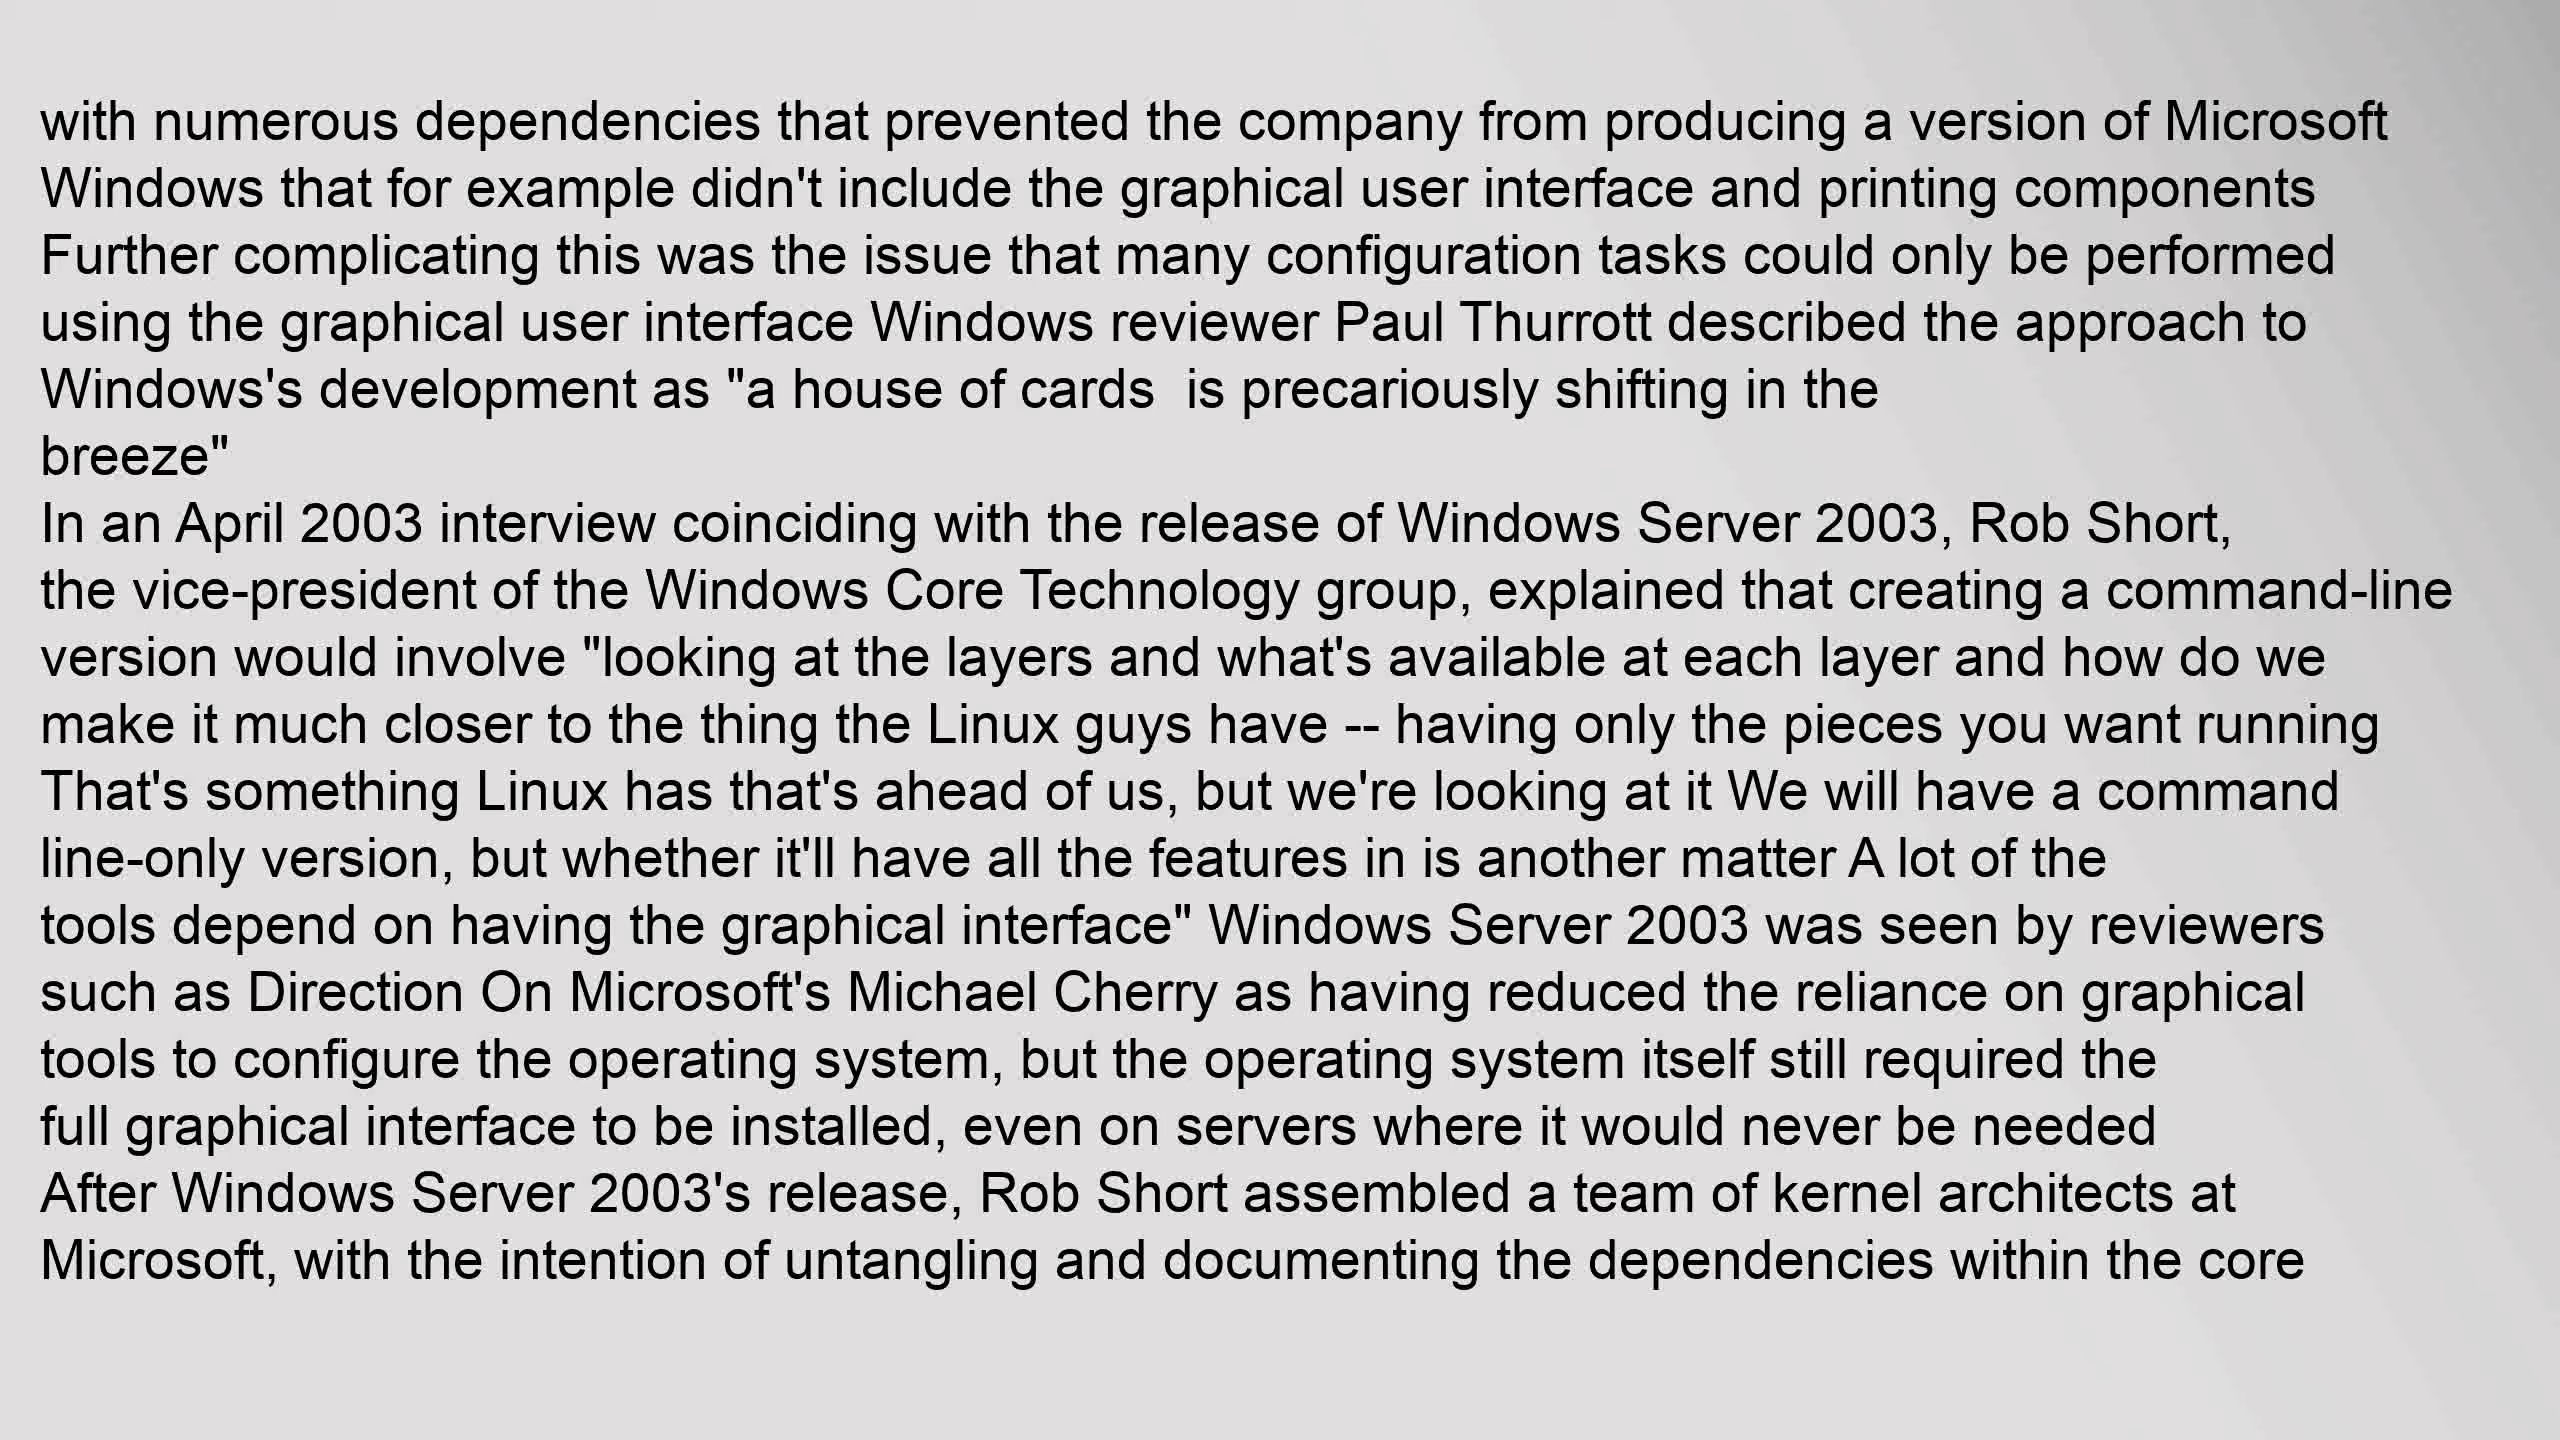 with numerous dependencies that prevented the company from producing a version of Microsoft
Windows that for example didn't include the graphical user interface and printing components
Further complicating this was the issue that many configuration tasks could only be performed
using the graphical user interface Windows reviewer Paul Thurrott described the approach to
Windows's development as "a house of cards  is precariously shifting in the
breeze"
In an April 2003 interview coinciding with the release of Windows Server 2003, Rob Short,
the vice-president of the Windows Core Technology group, explained that creating a command-line
version would involve "looking at the layers and what's available at each layer and how do we
make it much closer to the thing the Linux guys have -- having only the pieces you want running
That's something Linux has that's ahead of us, but we're looking at it We will have a command
line-only version, but whether it'll have all the features in is another matter A lot of the
tools depend on having the graphical interface" Windows Server 2003 was seen by reviewers
such as Direction On Microsoft's Michael Cherry as having reduced the reliance on graphical
tools to configure the operating system, but the operating system itself still required the
full graphical interface to be installed, even on servers where it would never be needed
After Windows Server 2003's release, Rob Short assembled a team of kernel architects at
Microsoft, with the intention of untangling and documenting the dependencies within the core